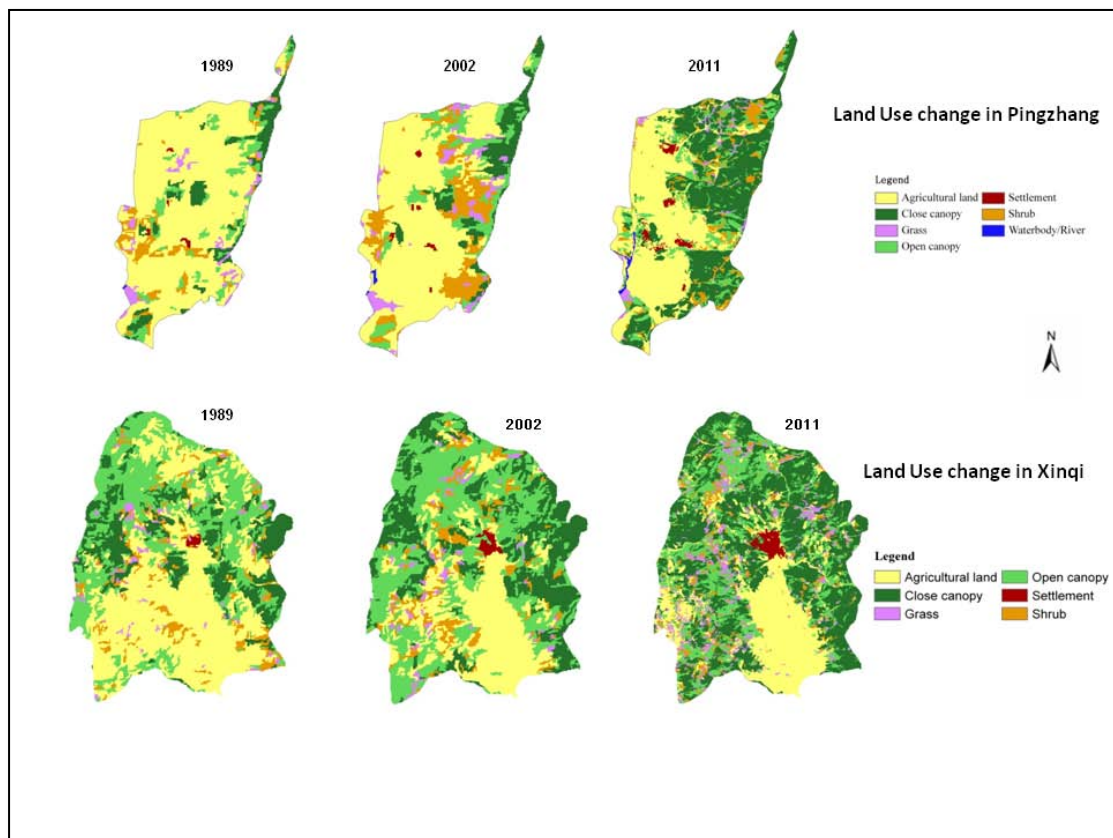 1989
2002
2011
Land Use change in Pingzhang
Legend
Agricultural land
Settlement
Close canopy
Shrub
Grass
Waterbody/River
Open canopy
N
1989
2002
2011
Land Use change in Xinqi
Legend
Agricultural land
Open canopy
Close canopy
Settlement
Grass
Shrub